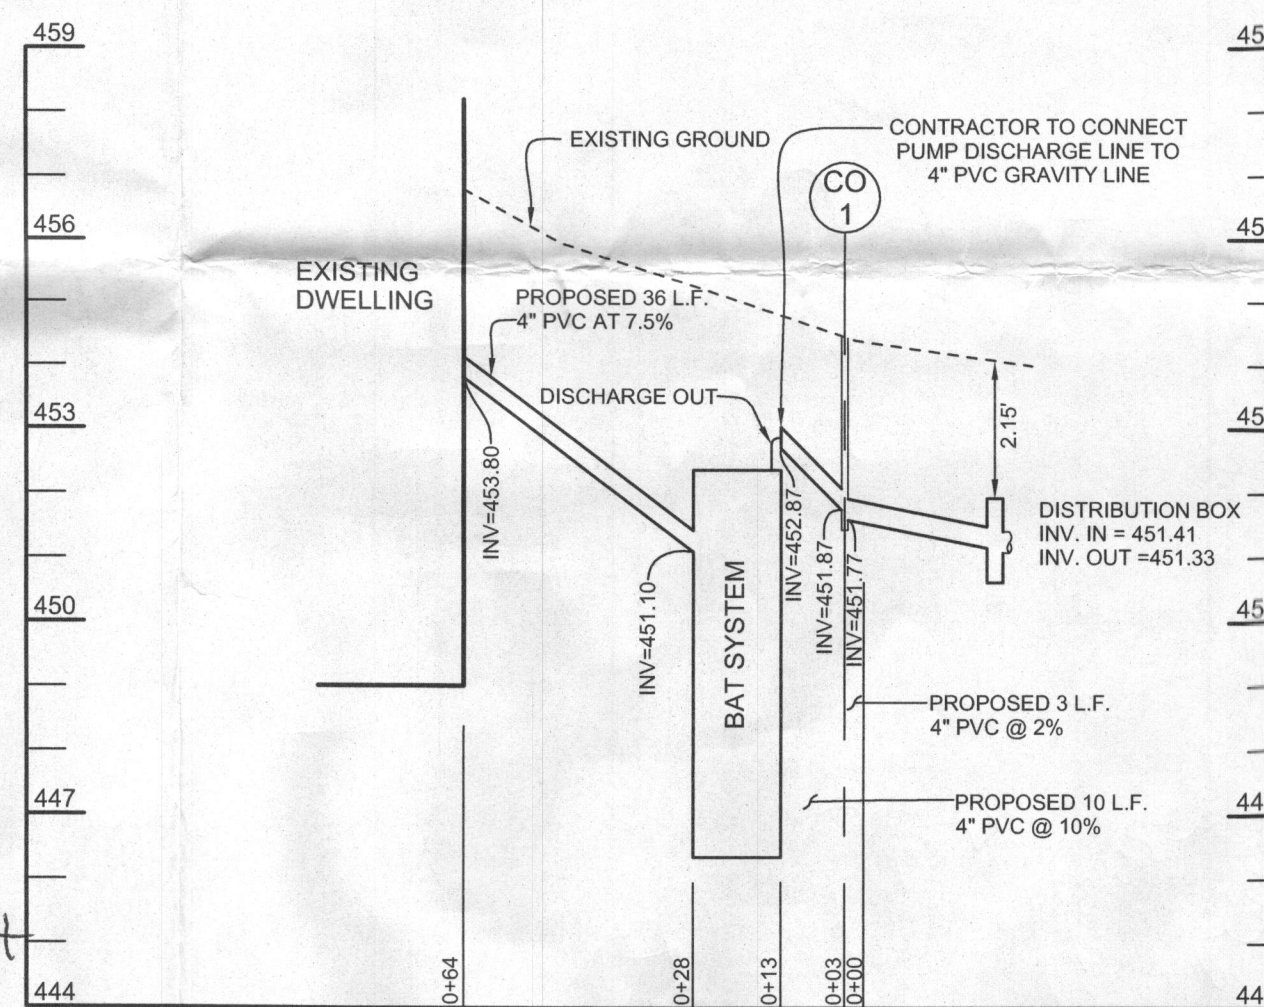 459
456
453
450
447
444
EXISTING GROUND
CONTRACTOR TO CONNECT
PUMP DISCHARGE LINE TO
4" PVC GRAVITY LINE
CO
1
EXISTING
DWELLING
PROPOSED 36 L.F.
4" PVC AT 7.5%
DISCHARGE OUT
2.15'
INV=453.80
INV=451.10
BAT SYSTEM
INV=452.87
INV=451.87
INV=451.77
DISTRIBUTION BOX
INV. IN = 451.41
INV. OUT =451.33
PROPOSED 3 L.F.
4" PVC @ 2%
PROPOSED 10 L.F.
4" PVC @ 10%
0+64
0+28
0+13
0+03
0+00
45
45
45
45
44
44